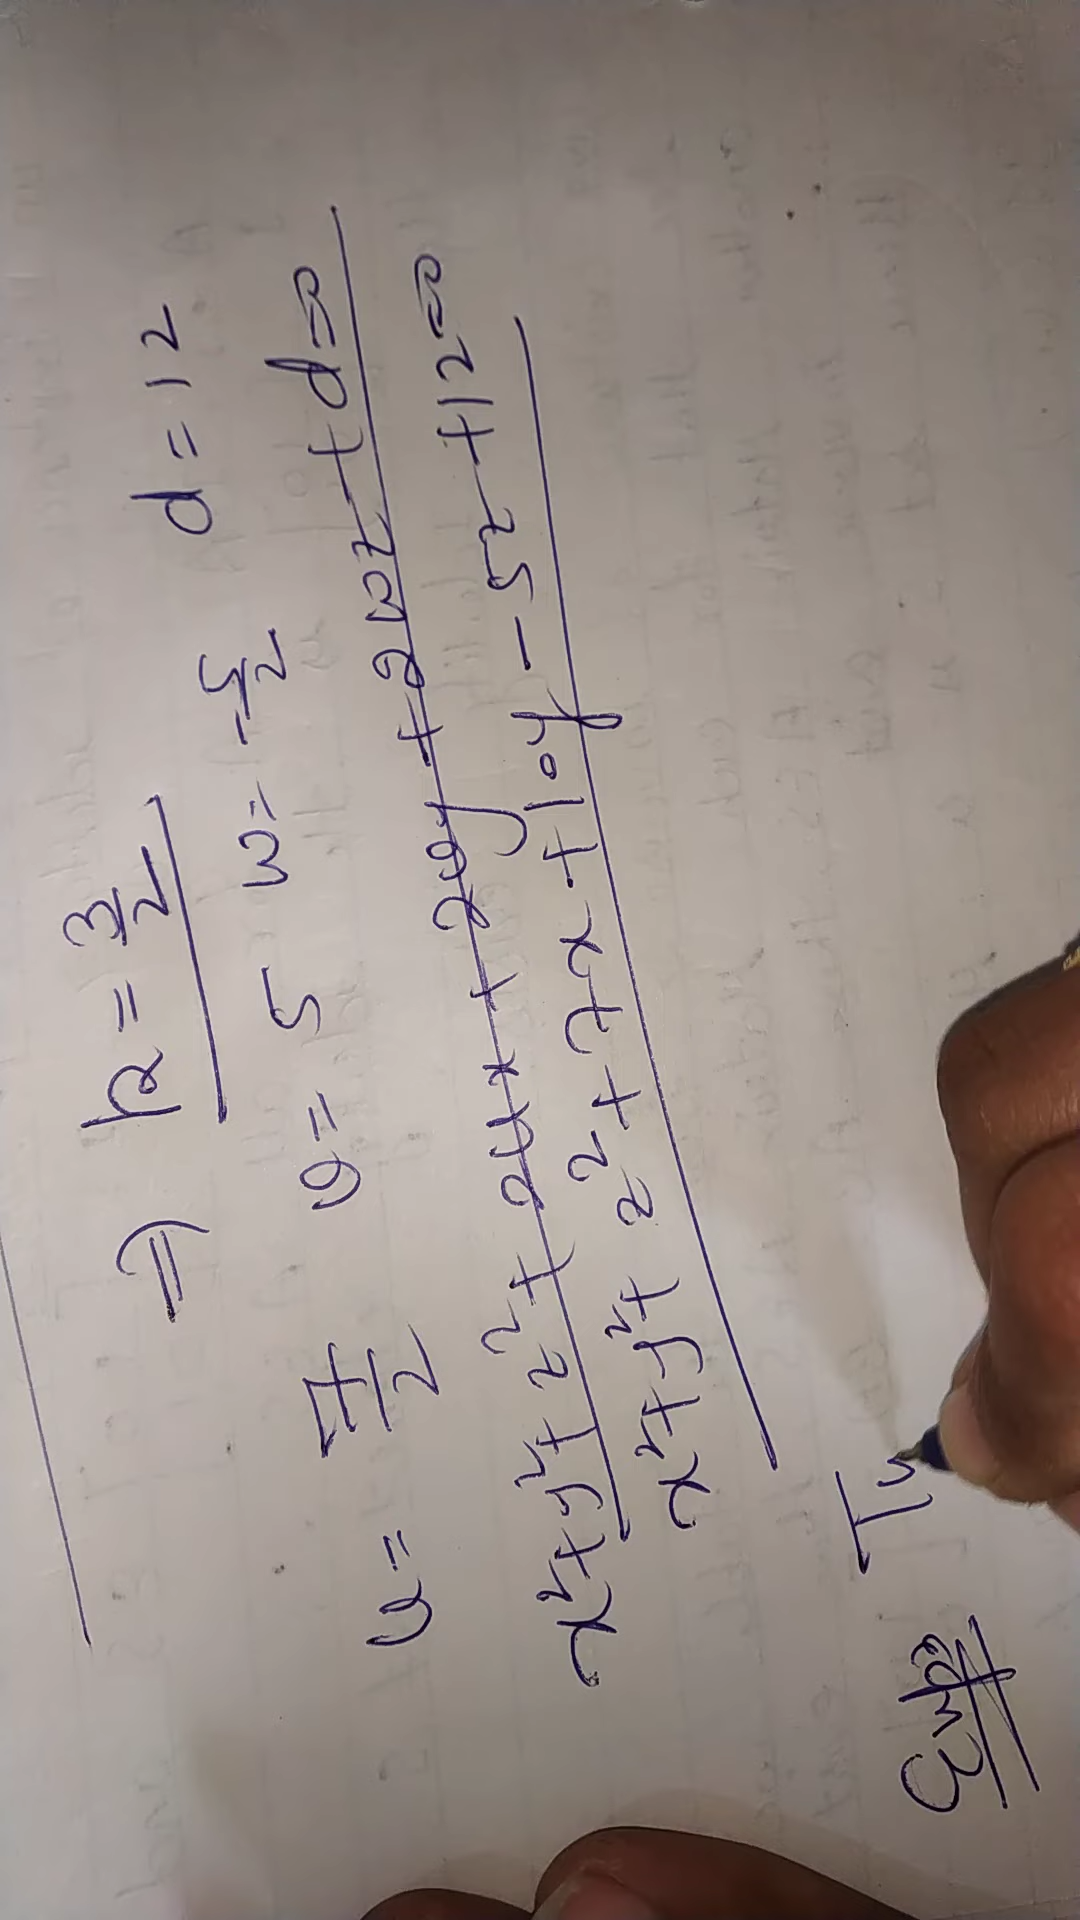 ⇒ k = 3/2
u = 7/2 v = 5 w = -5/2 d = 12
x²+y²+z²+2ux+2vy+2wz+d=0
x²+y²+z²+7x+10y-5z+12=0